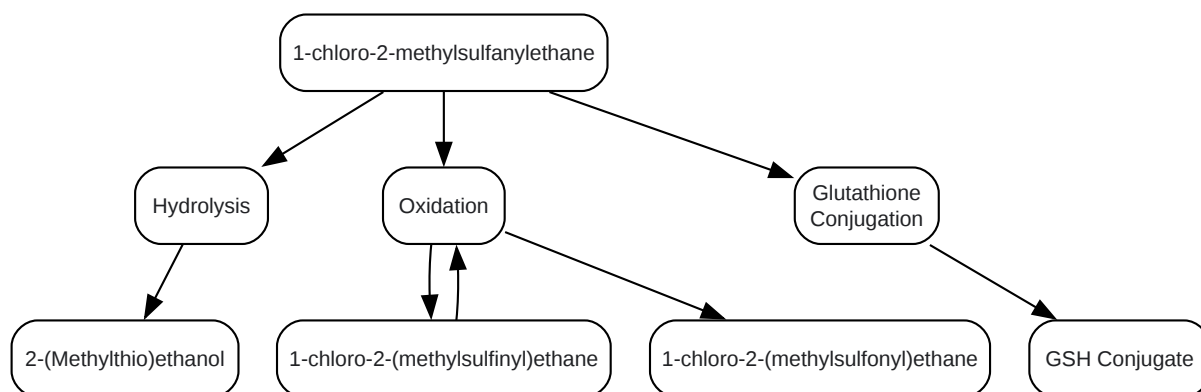 1-chloro-2-methylsulfanylethane
Hydrolysis
Oxidation
Glutathione
Conjugation
2-(Methylthio)ethanol
1-chloro-2-(methylsulfinyl)ethane
1-chloro-2-(methylsulfonyl)ethane
GSH Conjugate